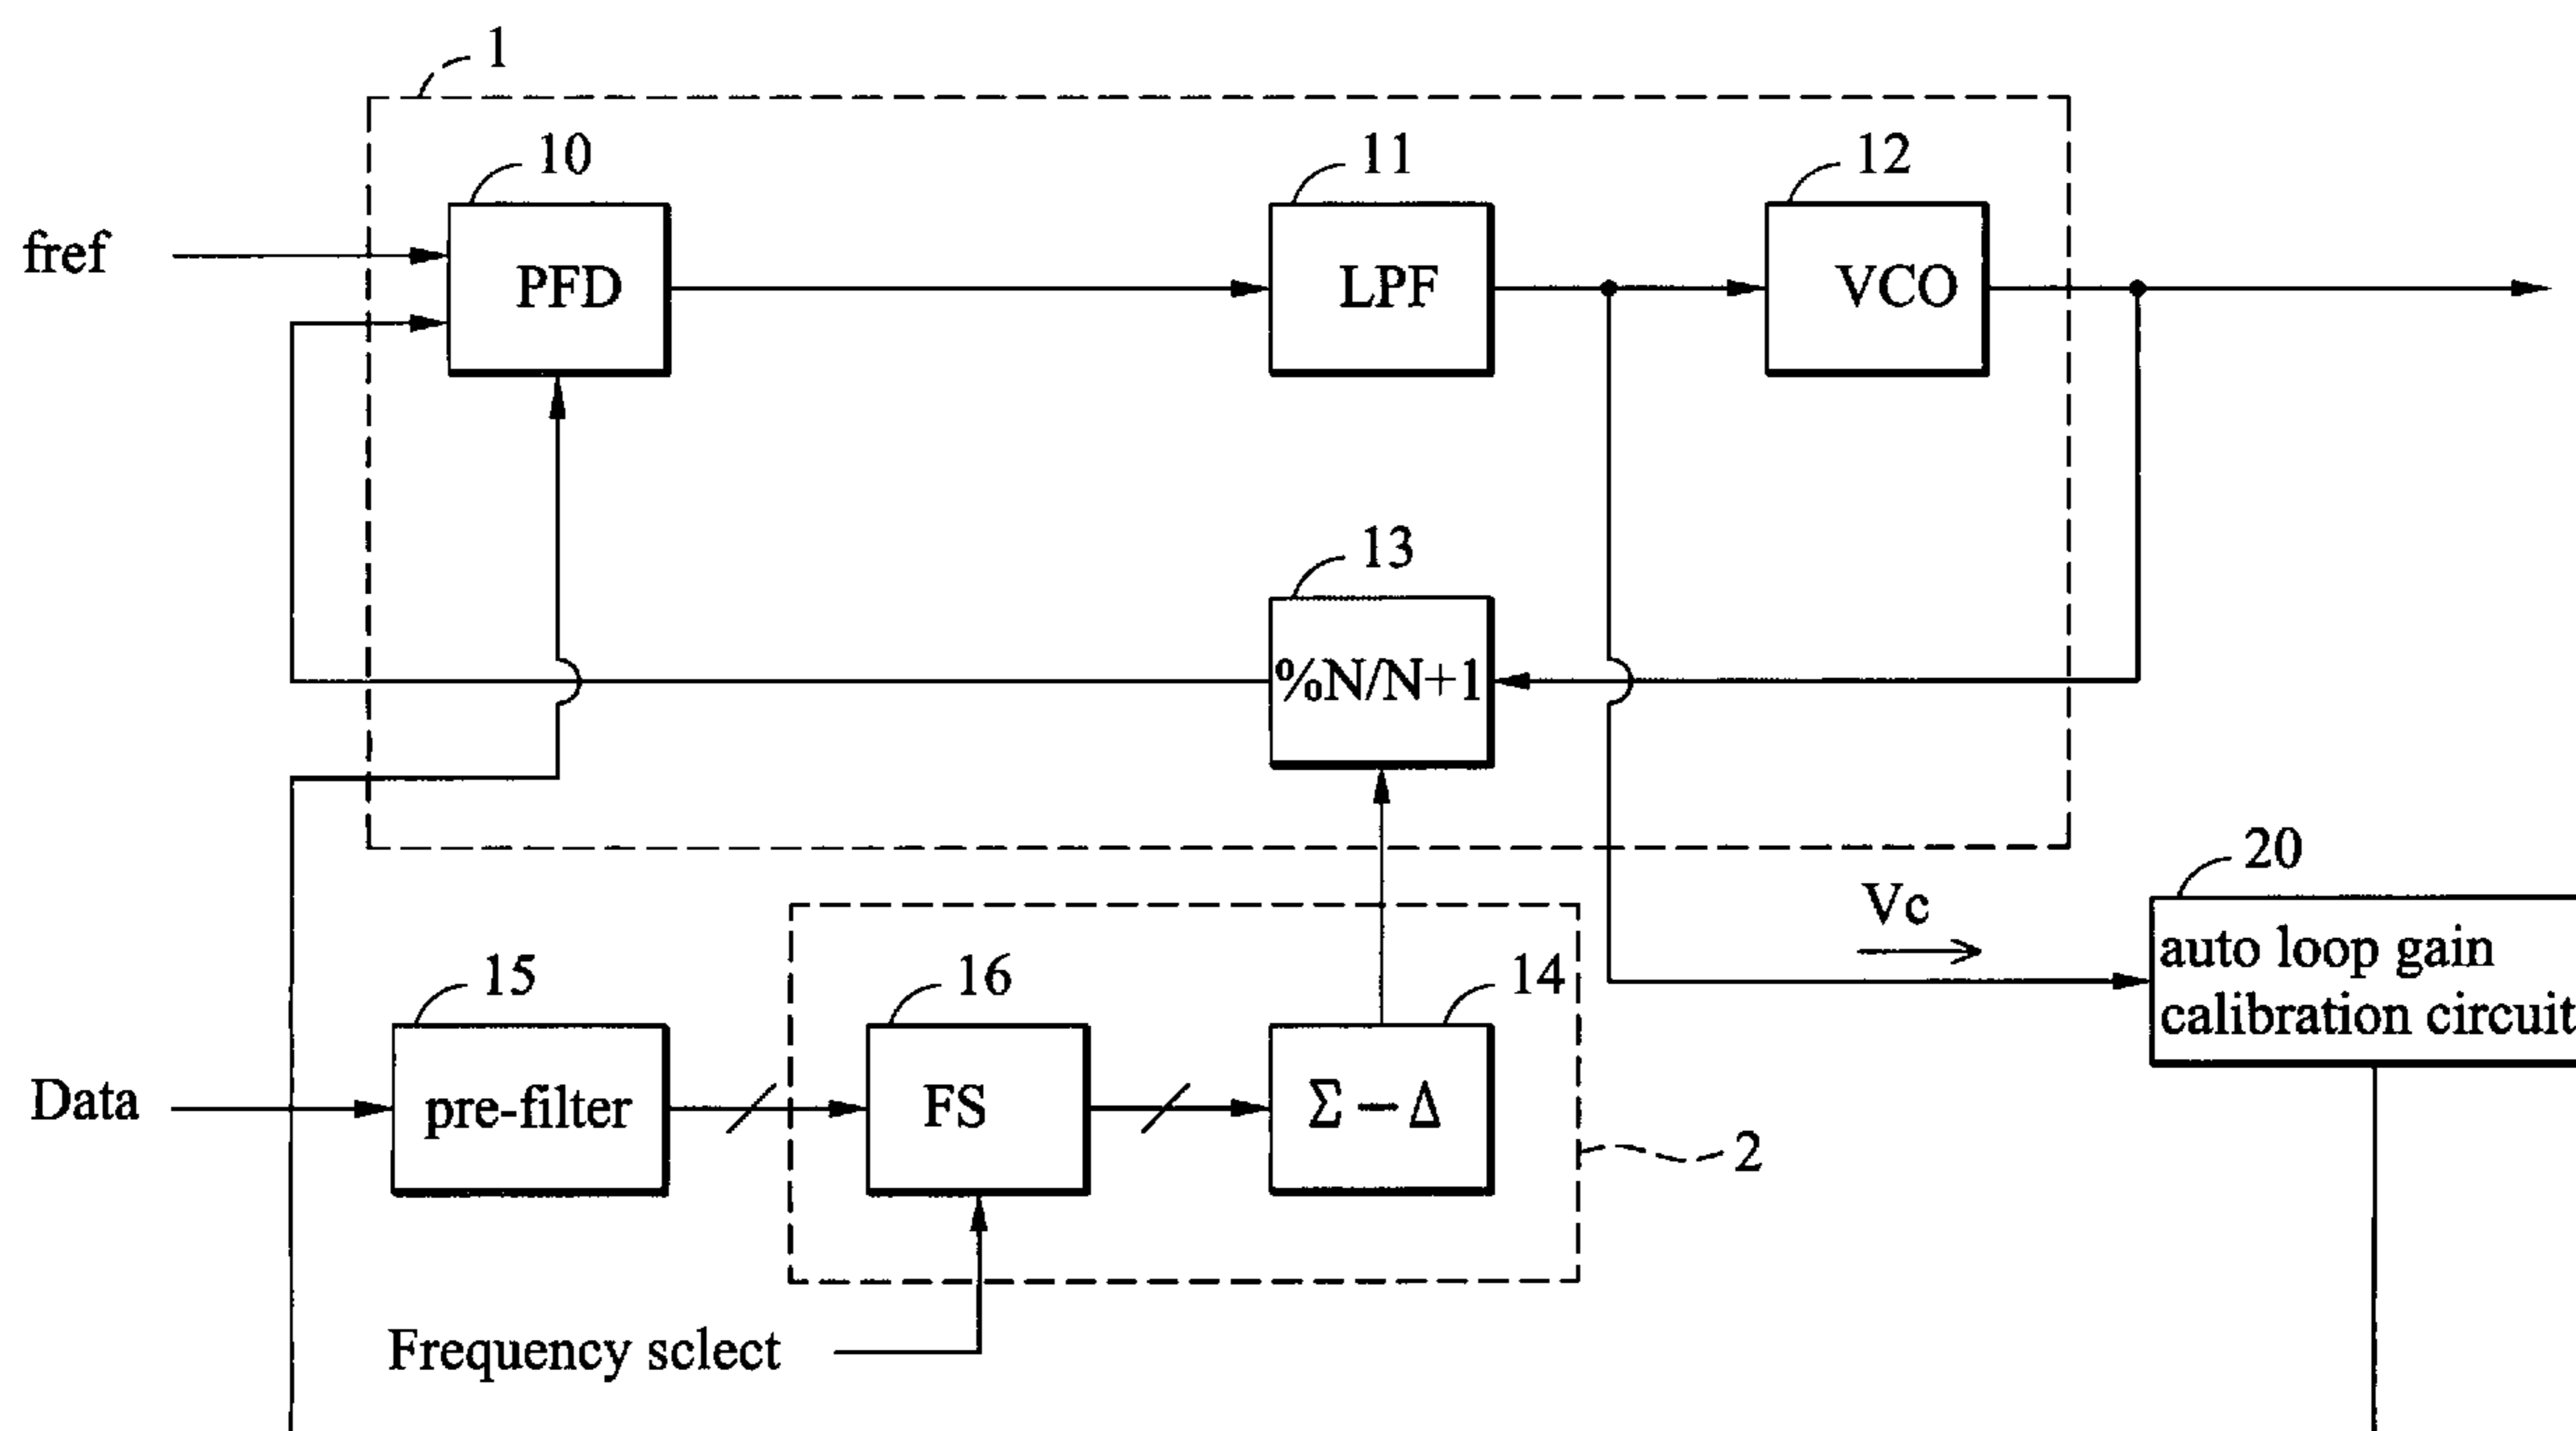 1
10
11
12
fref
PFD
LPF
VCO
13
%N/N+1
20
Vc
auto loop gain
calibration circuit
15
16
14
Data
pre-filter
FS
Σ－Δ
2
Frequency sclect